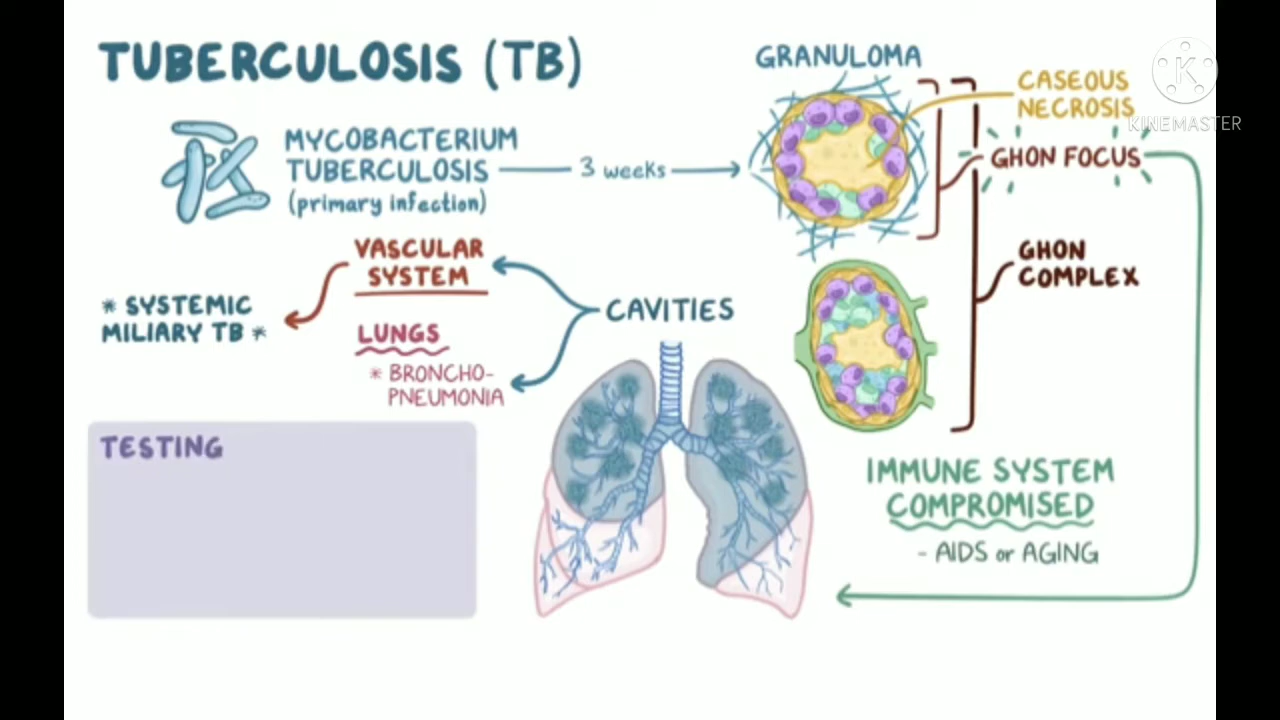 TUBERCULOSIS (TB)
MYCOBACTERIUM
TUBERCULOSIS
(primary infection)
3 weeks
GRANULOMA
CASEOUS
NECROSIS
K
KINEMASTER
GHON FOCUS
GHON
COMPLEX
VASCULAR
SYSTEM
* SYSTEMIC
MILIARY TB *
CAVITIES
LUNGS
* BRONCHO-
PNEUMONIA
TESTING
IMMUNE SYSTEM
COMPROMISED
- AIDS or AGING